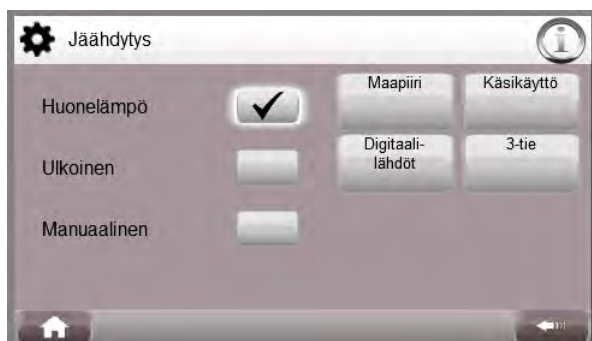 Jäähdytys
Huonelämpö
Ulkoinen
Manuaalinen
Maapiiri
Käsikäyttö
Digitaali-
lähdöt
3-tie